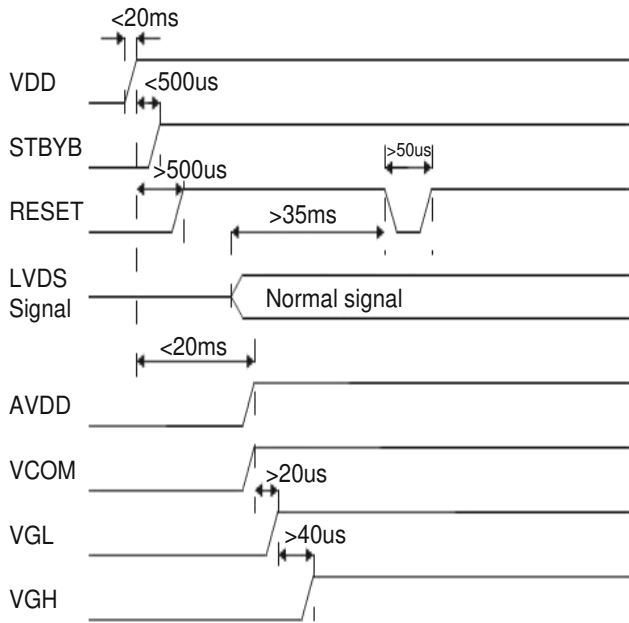 <20ms
VDD
<500us
STBYB
>500us
>50us
RESET
>35ms
LVDS
Signal
Normal signal
<20ms
AVDD
VCOM
>20us
VGL
>40us
VGH